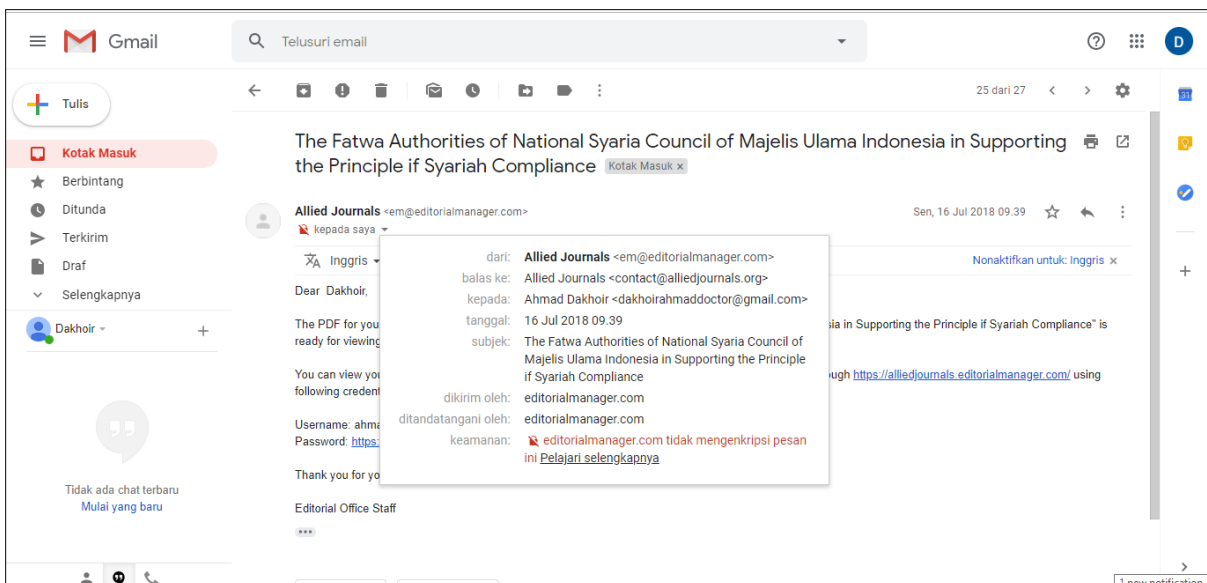 Gmail
Telusuri email
D
Tulis
25 dari 27
31
Kotak Masuk
Berbintang
Ditunda
Terkirim
Draf
Selengkapnya
Dakhoir
Tidak ada chat terbaru
Mulai yang baru
The Fatwa Authorities of National Syaria Council of Majelis Ulama Indonesia in Supporting
the Principle if Syariah Compliance Kotak Masuk x
Allied Journals <em@editorialmanager.com>
Sen, 16 Jul 2018 09.39
kepada saya
Inggris
Nonaktifkan untuk: Inggris x
dari: Allied Journals <em@editorialmanager.com>
balas ke: Allied Journals <contact@alliedjournals.org>
kepada: Ahmad Dakhoir <dakhoirahmaddoctor@gmail.com>
tanggal: 16 Jul 2018 09.39
subjek: The Fatwa Authorities of National Syaria Council of
Majelis Ulama Indonesia in Supporting the Principle
if Syariah Compliance
dikirim oleh: editorialmanager.com
ditandatangani oleh: editorialmanager.com
keamanan: editorialmanager.com tidak mengenkripsi pesan
ini Pelajari selengkapnya
Dear Dakhoir,
The PDF for you in Supporting the Principle if Syariah Compliance" is
ready for viewing
You can view https://alliedjournals.editorialmanager.com/ using
following
Username:
Password: https:
Thank you for
Editorial Office Staff
1 new notification